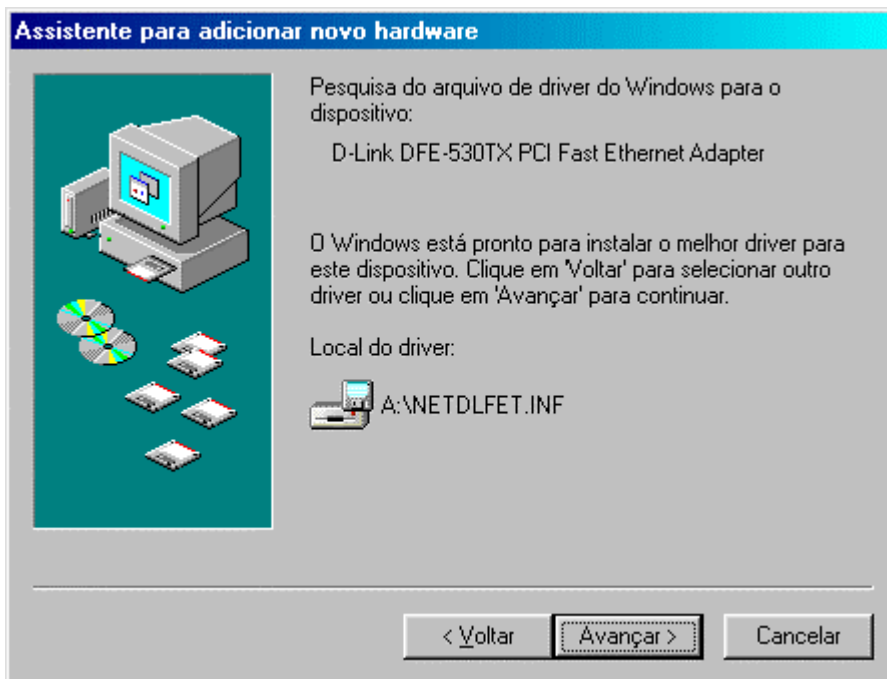 Assistente para adicionar novo hardware
Pesquisa do arquivo de driver do Windows para o
dispositivo:
D-Link DFE-530TX PCI Fast Ethernet Adapter
O Windows está pronto para instalar o melhor driver para
este dispositivo. Clique em 'Voltar' para selecionar outro
driver ou clique em 'Avançar' para continuar.
Local do driver:
A:\NETDLFET.INF
< Voltar
Avançar >
Cancelar